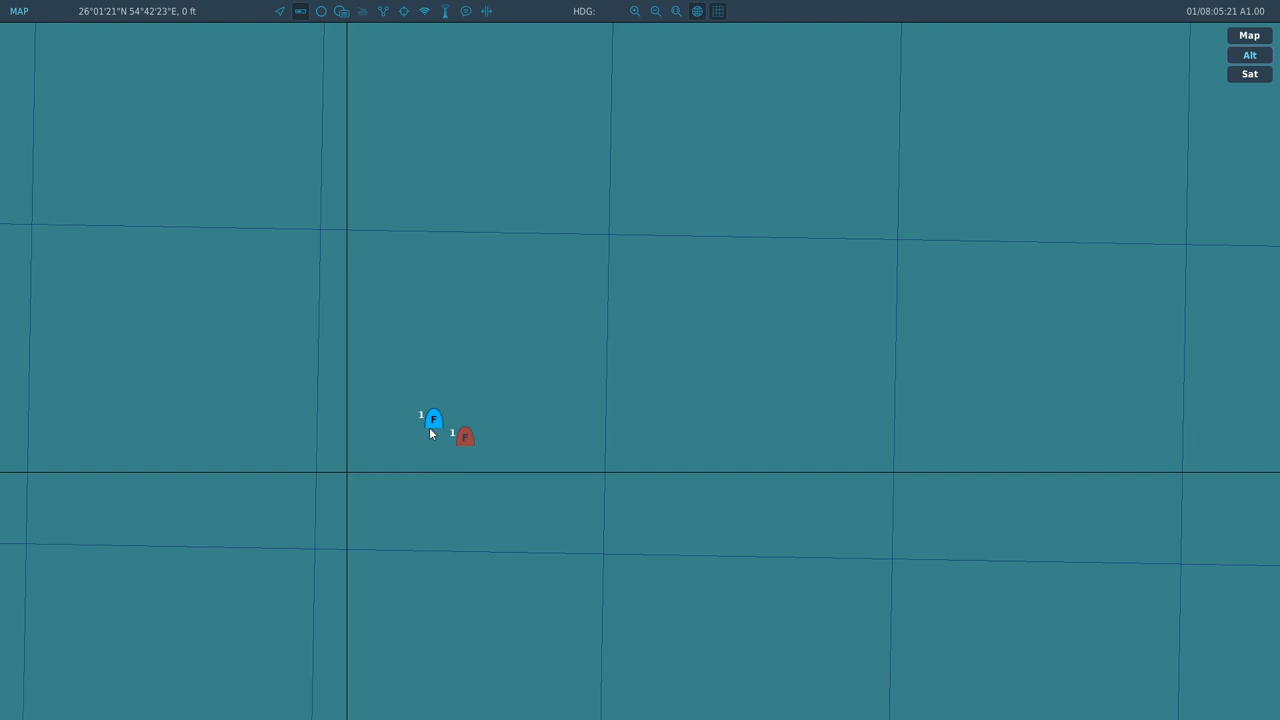 MAP 26°01'21"N 54°42'23"E, 0 ft HDG: 01/08:05:21 A1.00
Map
Alt
Sat
1 F
1 F